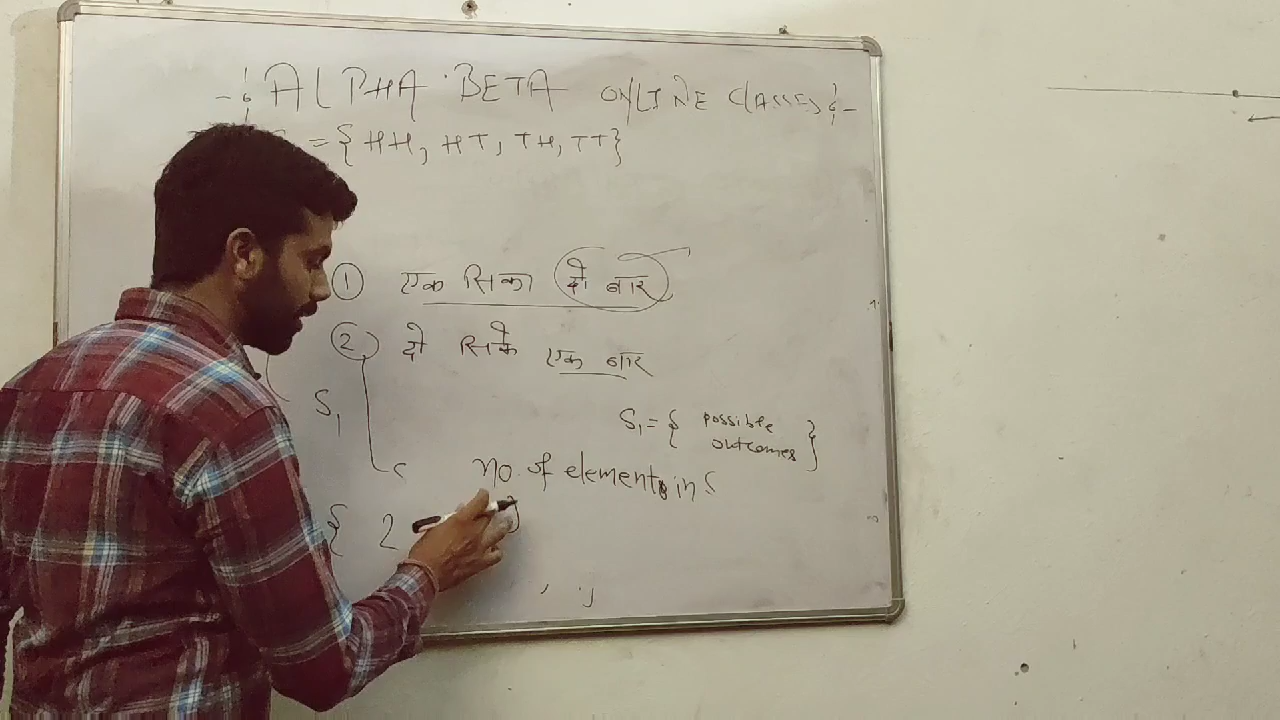 ALPHA BETA ONLINE CLASSES
= { HH, HT, TH, TT }
① एक सिका दो बार
② दो सिके एक बार
S₁
S₁ = { possible
outcomes }
no. of elements in S
{ 2